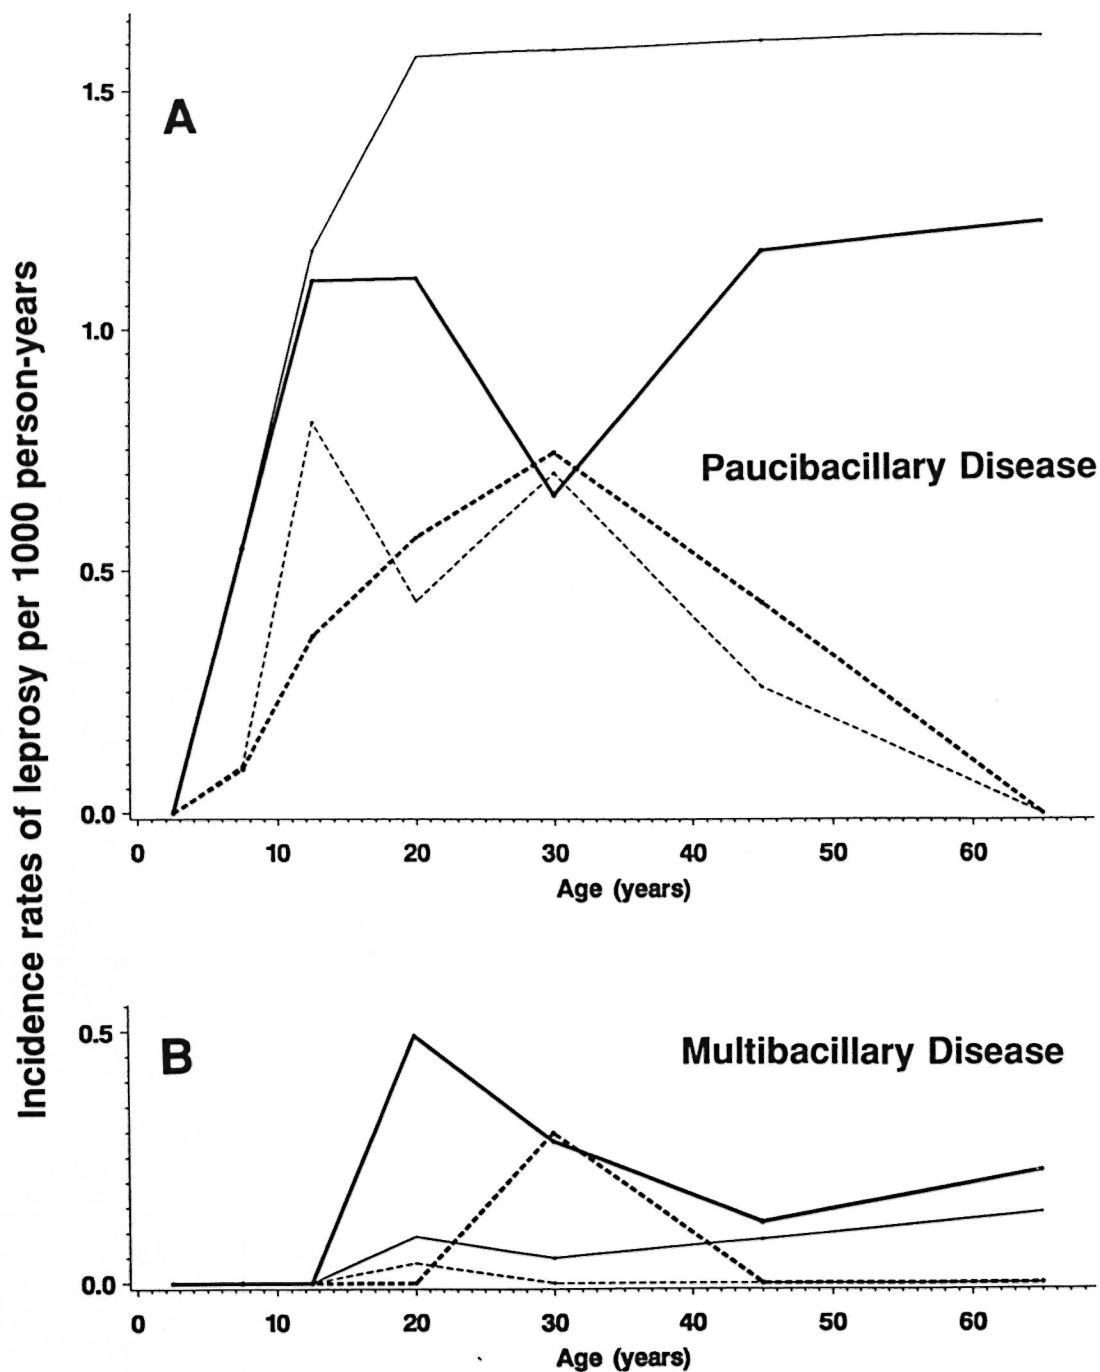 Incidence rates of leprosy per 1000 person-years
A
1.5
1.0
0.5
0.0
Paucibacillary Disease
0 10 20 30 40 50 60
Age (years)
B
Multibacillary Disease
0.5
0.0
0 10 20 30 40 50 60
Age (years)